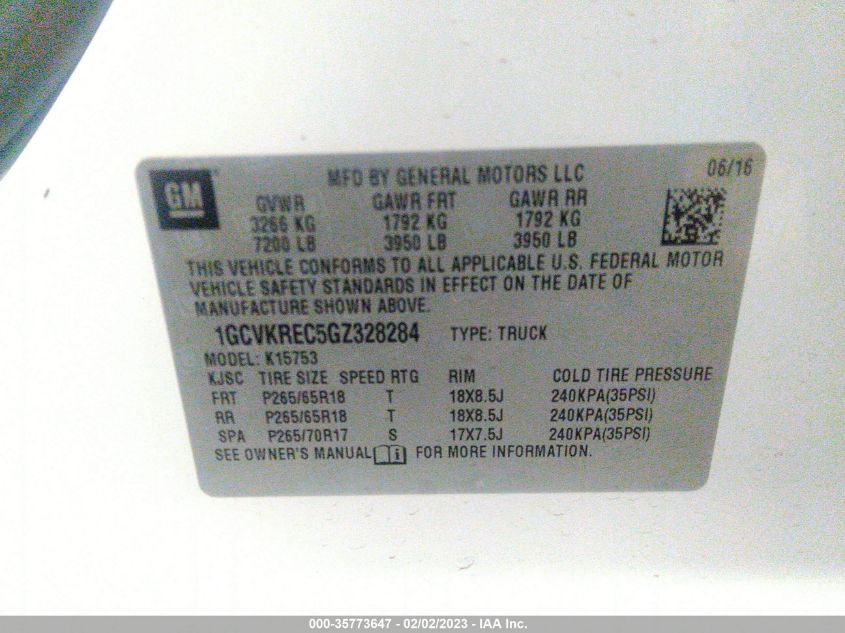 GM
MFD BY GENERAL MOTORS LLC 06/16
GVWR GAWR FRT GAWR RR
3266 KG 1792 KG 1792 KG
7200 LB 3950 LB 3950 LB
THIS VEHICLE CONFORMS TO ALL APPLICABLE U.S. FEDERAL MOTOR
VEHICLE SAFETY STANDARDS IN EFFECT ON THE DATE OF
MANUFACTURE SHOWN ABOVE.
1GCVKREC5GZ328284 TYPE: TRUCK
MODEL: K15753
KJSC TIRE SIZE SPEED RTG RIM COLD TIRE PRESSURE
FRT P265/65R18 T 18X8.5J 240KPA(35PSI)
RR P265/65R18 T 18X8.5J 240KPA(35PSI)
SPA P265/70R17 S 17X7.5J 240KPA(35PSI)
SEE OWNER'S MANUAL FOR MORE INFORMATION.
000-35773647 - 02/02/2023 - IAA Inc.